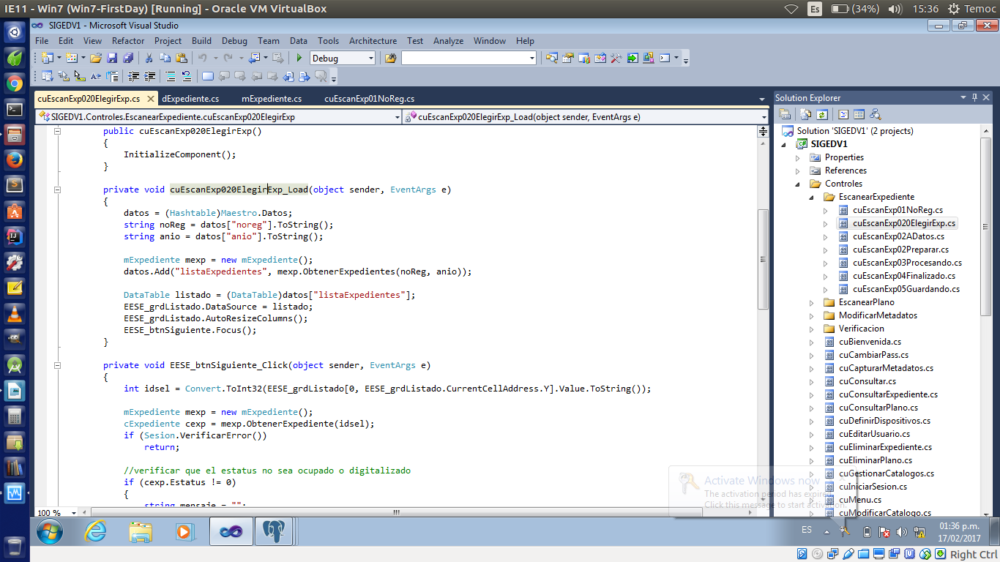 IE11 - Win7 (Win7-FirstDay) [Running] - Oracle VM VirtualBox
Es (34%) 15:36 Temoc
SIGEDV1 - Microsoft Visual Studio
File Edit View Refactor Project Build Debug Team Data Tools Architecture Test Analyze Window Help
Debug
cuEscanExp020ElegirExp.cs dExpediente.cs mExpediente.cs cuEscanExp01NoReg.cs
SIGEDV1.Controles.EscanearExpediente.cuEscanExp020ElegirExp
cuEscanExp020ElegirExp_Load(object sender, EventArgs e)
public cuEscanExp020ElegirExp()
{
InitializeComponent();
}
private void cuEscanExp020ElegirExp_Load(object sender, EventArgs e)
{
datos = (Hashtable)Maestro.Datos;
string noReg = datos["noreg"].ToString();
string anio = datos["anio"].ToString();
mExpediente mexp = new mExpediente();
datos.Add("listaExpedientes", mexp.ObtenerExpedientes(noReg, anio));
DataTable listado = (DataTable)datos["listaExpedientes"];
EESE_grdListado.DataSource = listado;
EESE_grdListado.AutoResizeColumns();
EESE_btnSiguiente.Focus();
}
private void EESE_btnSiguiente_Click(object sender, EventArgs e)
{
int idsel = Convert.ToInt32(EESE_grdListado[0, EESE_grdListado.CurrentCellAddress.Y].Value.ToString());
mExpediente mexp = new mExpediente();
cExpediente cexp = mexp.ObtenerExpediente(idsel);
if (Sesion.VerificarError())
return;
//verificar que el estatus no sea ocupado o digitalizado
if (cexp.Estatus != 0)
{
string mensaje = "";
100 %
Solution Explorer
Solution 'SIGEDV1' (2 projects)
SIGEDV1
Properties
References
Controles
EscanearExpediente
cuEscanExp01NoReg.cs
cuEscanExp020ElegirExp.cs
cuEscanExp02ADatos.cs
cuEscanExp02Preparar.cs
cuEscanExp03Procesando.cs
cuEscanExp04Finalizado.cs
cuEscanExp05Guardando.cs
EscanearPlano
ModificarMetadatos
Verificacion
cuBienvenida.cs
cuCambiarPass.cs
cuCapturarMetadatos.cs
cuConsultar.cs
cuConsultarExpediente.cs
cuConsultarPlano.cs
cuDefinirDispositivos.cs
cuEditarUsuario.cs
cuEliminarExpediente.cs
cuEliminarPlano.cs
cuGestionarCatalogos.cs
cuIniciarSesion.cs
cuMenu.cs
cuModificarCatalogo.cs
Activate Windows now
The activation period has expired.
Click this message to start activation.
ES
01:36 p.m.
17/02/2017
Right Ctrl